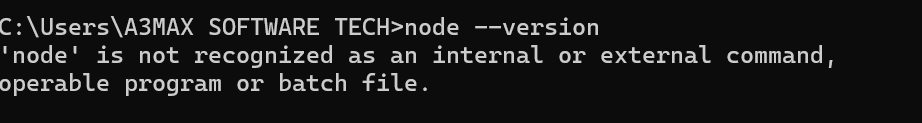 C:\Users\A3MAX SOFTWARE TECH>node --version
'node' is not recognized as an internal or external command,
operable program or batch file.